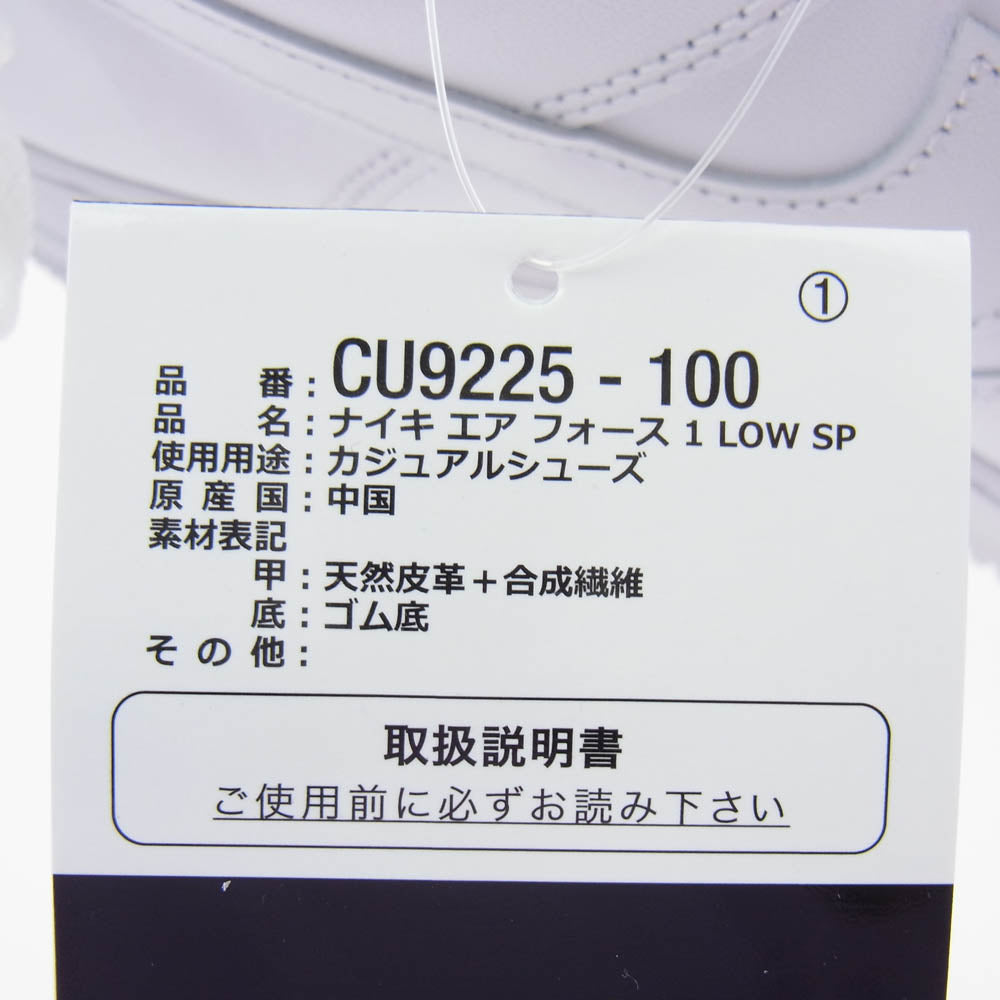 ①
品番：CU9225 - 100
品名：ナイキ エア フォース 1 LOW SP
使用用途：カジュアルシューズ
原産国：中国
素材表記
甲：天然皮革＋合成繊維
底：ゴム底
その他：
取扱説明書
ご使用前に必ずお読み下さい